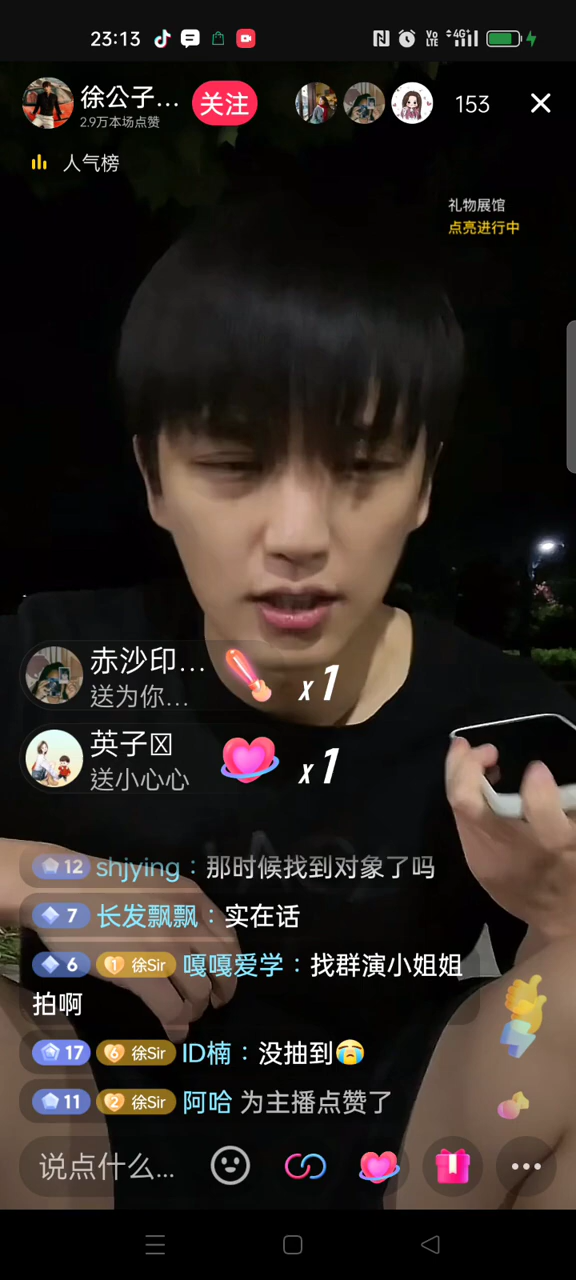 23:13
Vo LTE 4G
徐公子...
2.9万本场点赞
关注
153
人气榜
礼物展馆
点亮进行中
赤沙印...
送为你...
x1
英子
送小心心
x1
12 shjying：那时候找到对象了吗
7 长发飘飘：实在话
6 1 徐Sir 嘎嘎爱学：找群演小姐姐
拍啊
17 6 徐Sir ID楠：没抽到😭
11 2 徐Sir 阿哈 为主播点赞了
说点什么...